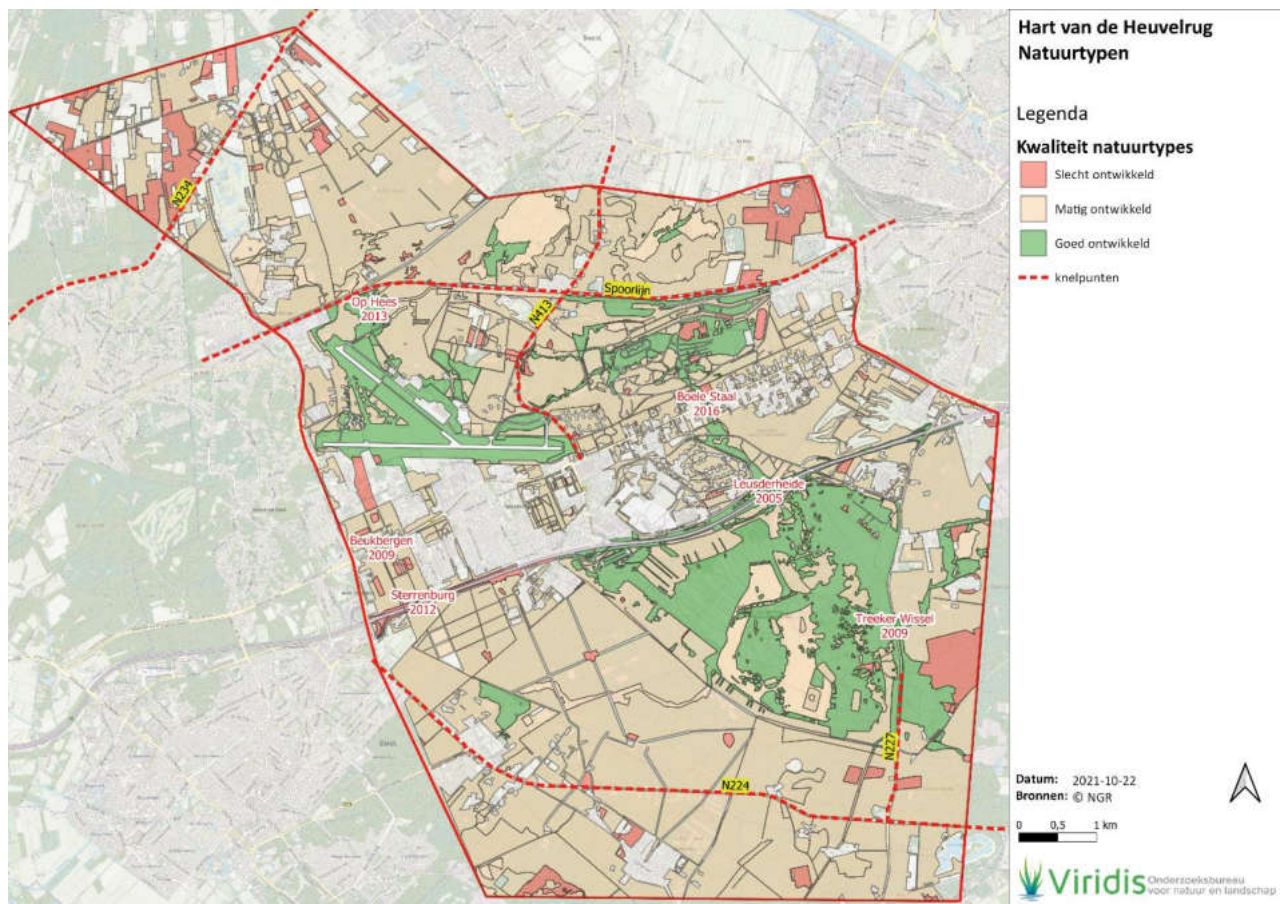 Hart van de Heuvelrug
Natuurtypen
Legenda
Kwaliteit natuurtypes
Slecht ontwikkeld
Matig ontwikkeld
Goed ontwikkeld
knelpunten
N234
Spoorlijn
Op Hees
2013
N413
Boele Staal
2016
Leusderheide
2005
Beukbergen
2009
Sterrenburg
2012
Treeker Wissel
2009
N227
N224
Datum: 2021-10-22
Bronnen: © NGR
0 0,5 1 km
Viridis Onderzoeksbureau
voor natuur en landschap